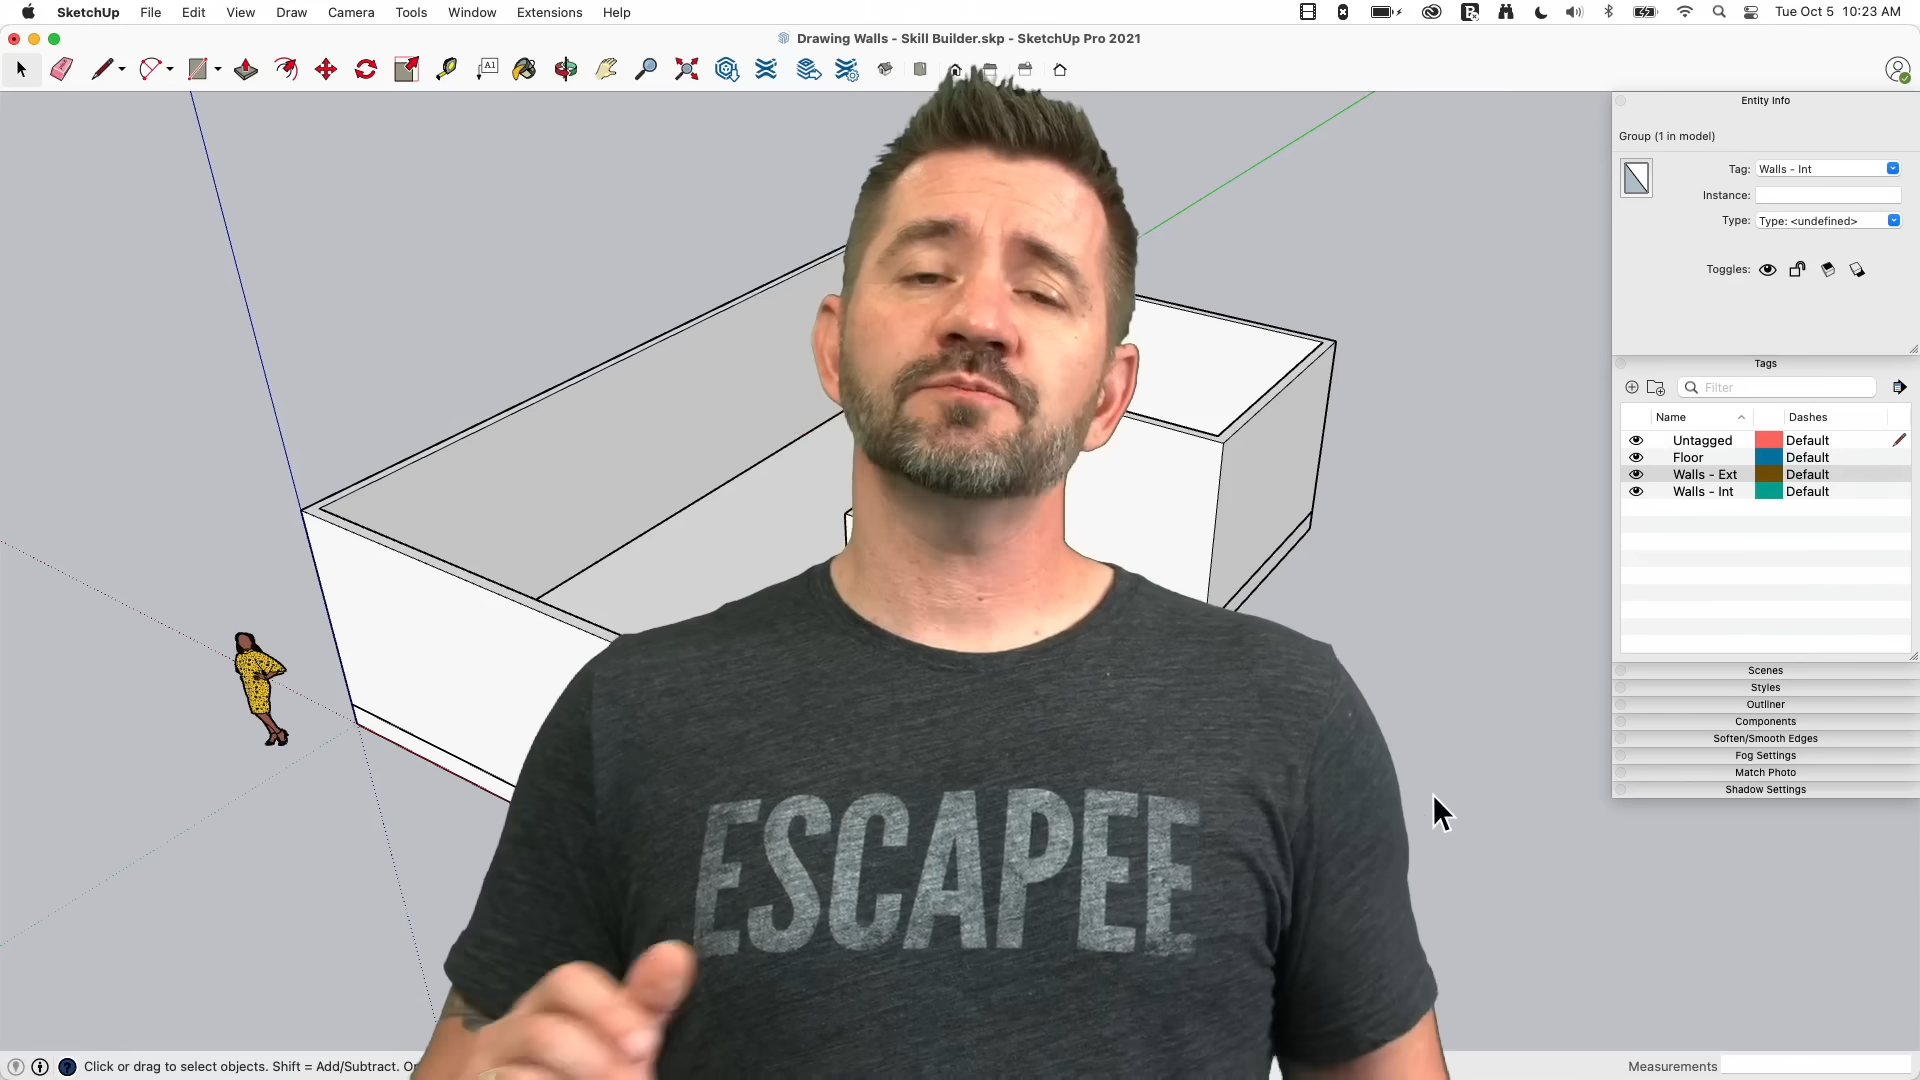 SketchUp File Edit View Draw Camera Tools Window Extensions Help Tue Oct 5 10:23 AM
Drawing Walls - Skill Builder.skp - SketchUp Pro 2021
A1
Entity Info
Group (1 in model)
Tag: Walls - Int
Instance:
Type: Type: <undefined>
Toggles:
Tags
Filter
Name Dashes
Untagged Default
Floor Default
Walls - Ext Default
Walls - Int Default
Scenes
Styles
Outliner
Components
Soften/Smooth Edges
Fog Settings
Match Photo
Shadow Settings
ESCAPEE
Click or drag to select objects. Shift = Add/Subtract.
Measurements